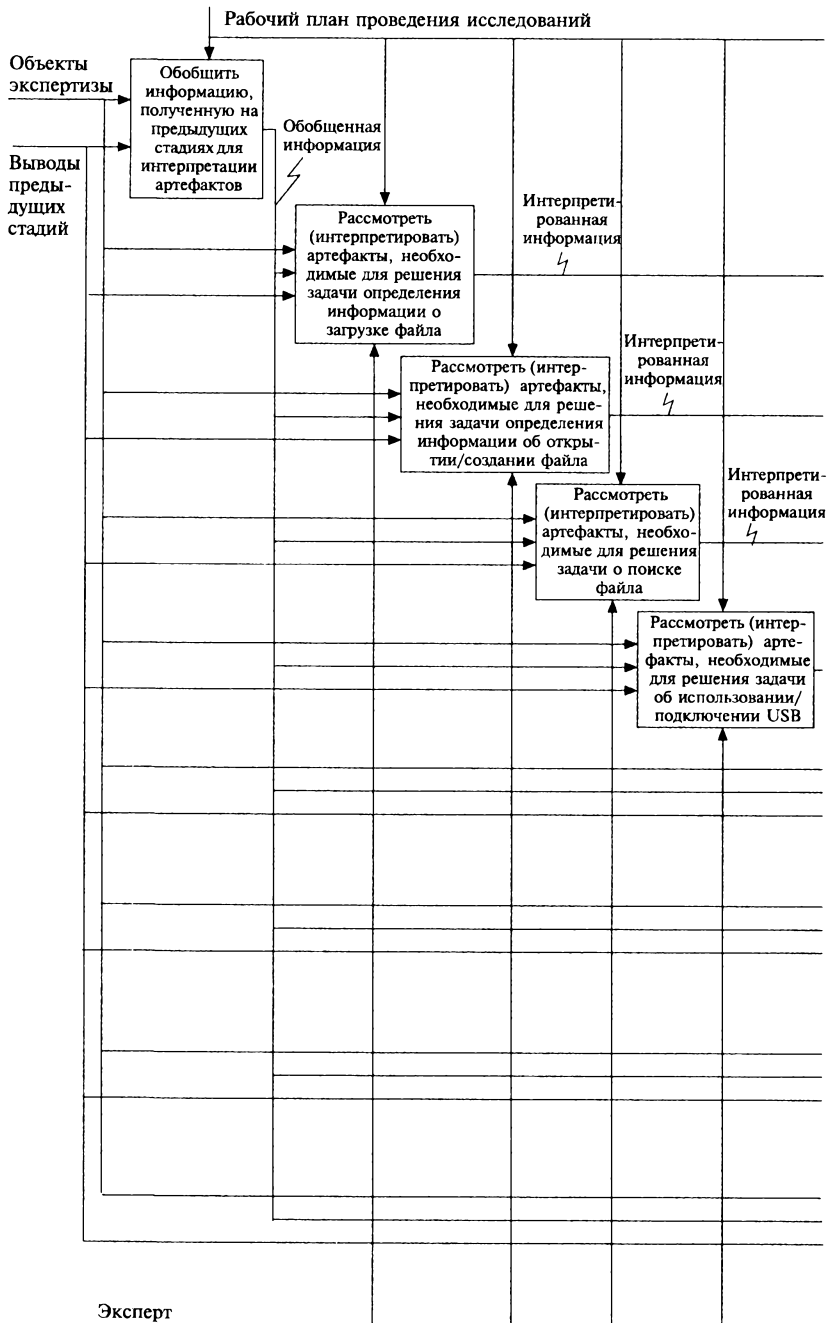 Рабочий план проведения исследований
Объекты
экспертизы
Обобщить
информацию,
полученную на
предыдущих
стадиях для
интерпретации
артефактов
Обобщенная
информация
Выводы
преды-
дущих
стадий
Рассмотреть
(интерпретировать)
артефакты, необхо-
димые для решения
задачи определения
информации о
загрузке файла
Интерпрети-
рованная
информация
Рассмотреть (интер-
претировать) артефакты,
необходимые для реше-
ния задачи определения
информации об откры-
тии/создании файла
Интерпрети-
рованная
информация
Рассмотреть
(интерпретировать)
артефакты, необхо-
димые для решения
задачи о поиске
файла
Интерпрети-
рованная
информация
Рассмотреть (интер-
претировать) арте-
факты, необходимые
для решения задачи
об использовании/
подключении USB
Эксперт